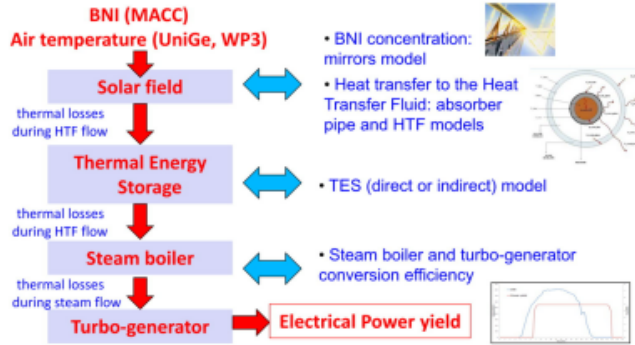 BNI (MACC)
Air temperature (UniGe, WP3)
Solar field
thermal losses
during HTF flow
Thermal Energy
Storage
thermal losses
during HTF flow
Steam boiler
thermal losses
during steam flow
Turbo-generator
Electrical Power yield
• BNI concentration:
mirrors model
• Heat transfer to the Heat
Transfer Fluid: absorber
pipe and HTF models
• TES (direct or indirect) model
• Steam boiler and turbo-generator
conversion efficiency